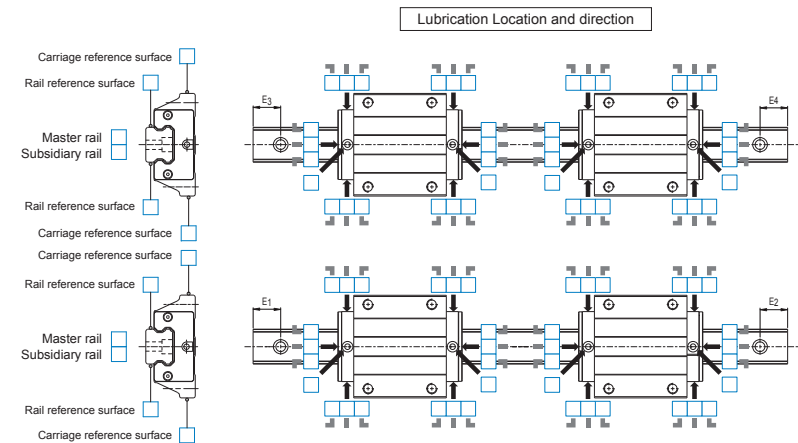 Lubrication Location and direction
Carriage reference surface
Rail reference surface
E3
E4
Master rail
Subsidiary rail
Rail reference surface
Carriage reference surface
Carriage reference surface
Rail reference surface
E1
E2
Master rail
Subsidiary rail
Rail reference surface
Carriage reference surface